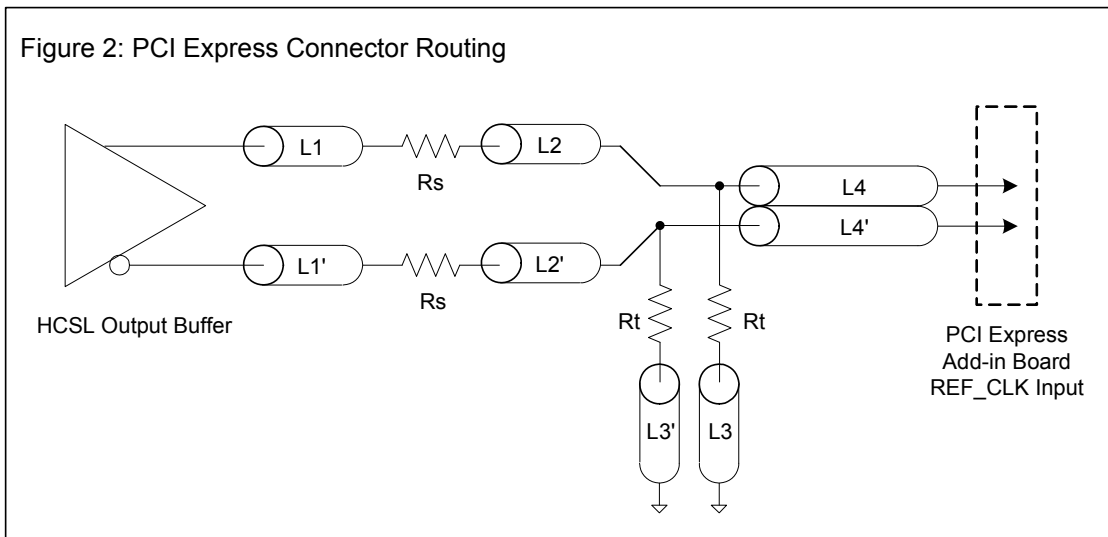 Figure 2: PCI Express Connector Routing
L1
Rs
L2
L4
L4'
L1'
Rs
L2'
HCSL Output Buffer
Rt
Rt
L3'
L3
PCI Express
Add-in Board
REF_CLK Input